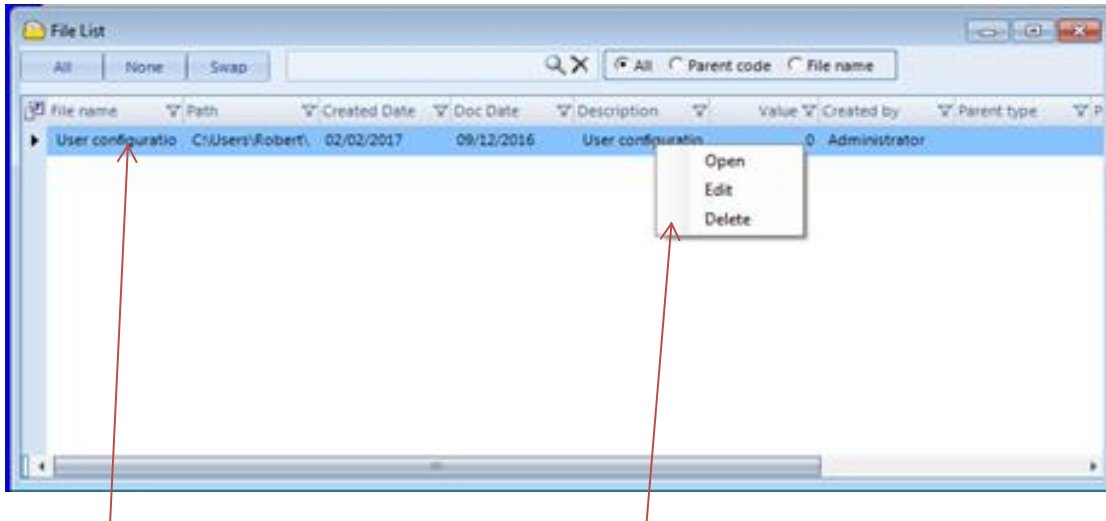 File List
All None Swap All Parent code File name
File name Path Created Date Doc Date Description Value Created by Parent type P
User configuratio C:\Users\Robert\ 02/02/2017 09/12/2016 User configuratin 0 Administrator
Open
Edit
Delete